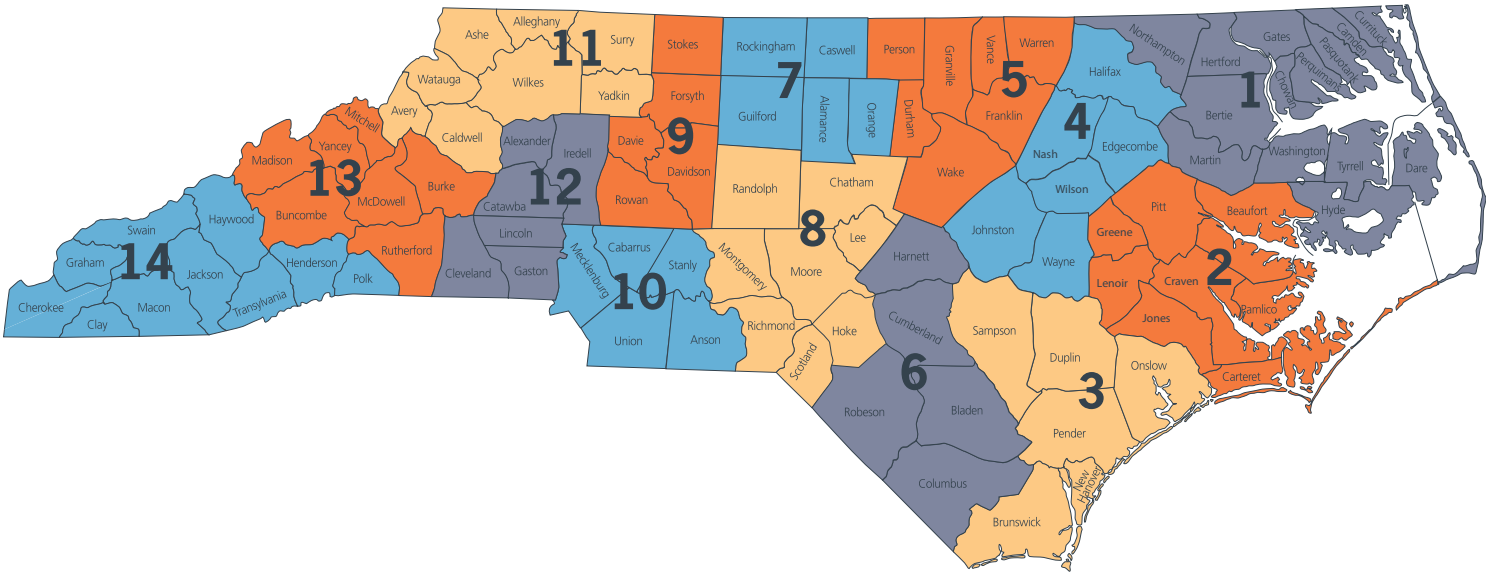 Ashe
Alleghany
Surry
11
Watauga
Wilkes
Yadkin
Avery
Caldwell
Stokes
Forsyth
9
Davie
Davidson
Rowan
Rockingham
Caswell
7
Guilford
Alamance
Orange
Person
Granville
Vance
Warren
5
Durham
Franklin
Wake
Northampton
Gates
Hertford
Currituck
Camden
Pasquotank
Perquimans
Chowan
1
Bertie
Martin
Washington
Tyrrell
Dare
Hyde
Halifax
4
Nash
Edgecombe
Wilson
Johnston
Wayne
Mitchell
Yancey
Madison
13
McDowell
Burke
Buncombe
Rutherford
Alexander
Iredell
12
Catawba
Lincoln
Cleveland
Gaston
Randolph
Chatham
8
Lee
Montgomery
Moore
Richmond
Hoke
Scotland
Haywood
Swain
Graham
14
Jackson
Henderson
Polk
Transylvania
Cherokee
Macon
Clay
Mecklenburg
Cabarrus
Stanly
10
Union
Anson
Harnett
Cumberland
6
Robeson
Bladen
Columbus
Pitt
Beaufort
Greene
2
Lenoir
Craven
Pamlico
Jones
Carteret
Sampson
Duplin
3
Onslow
Pender
New
Hanover
Brunswick